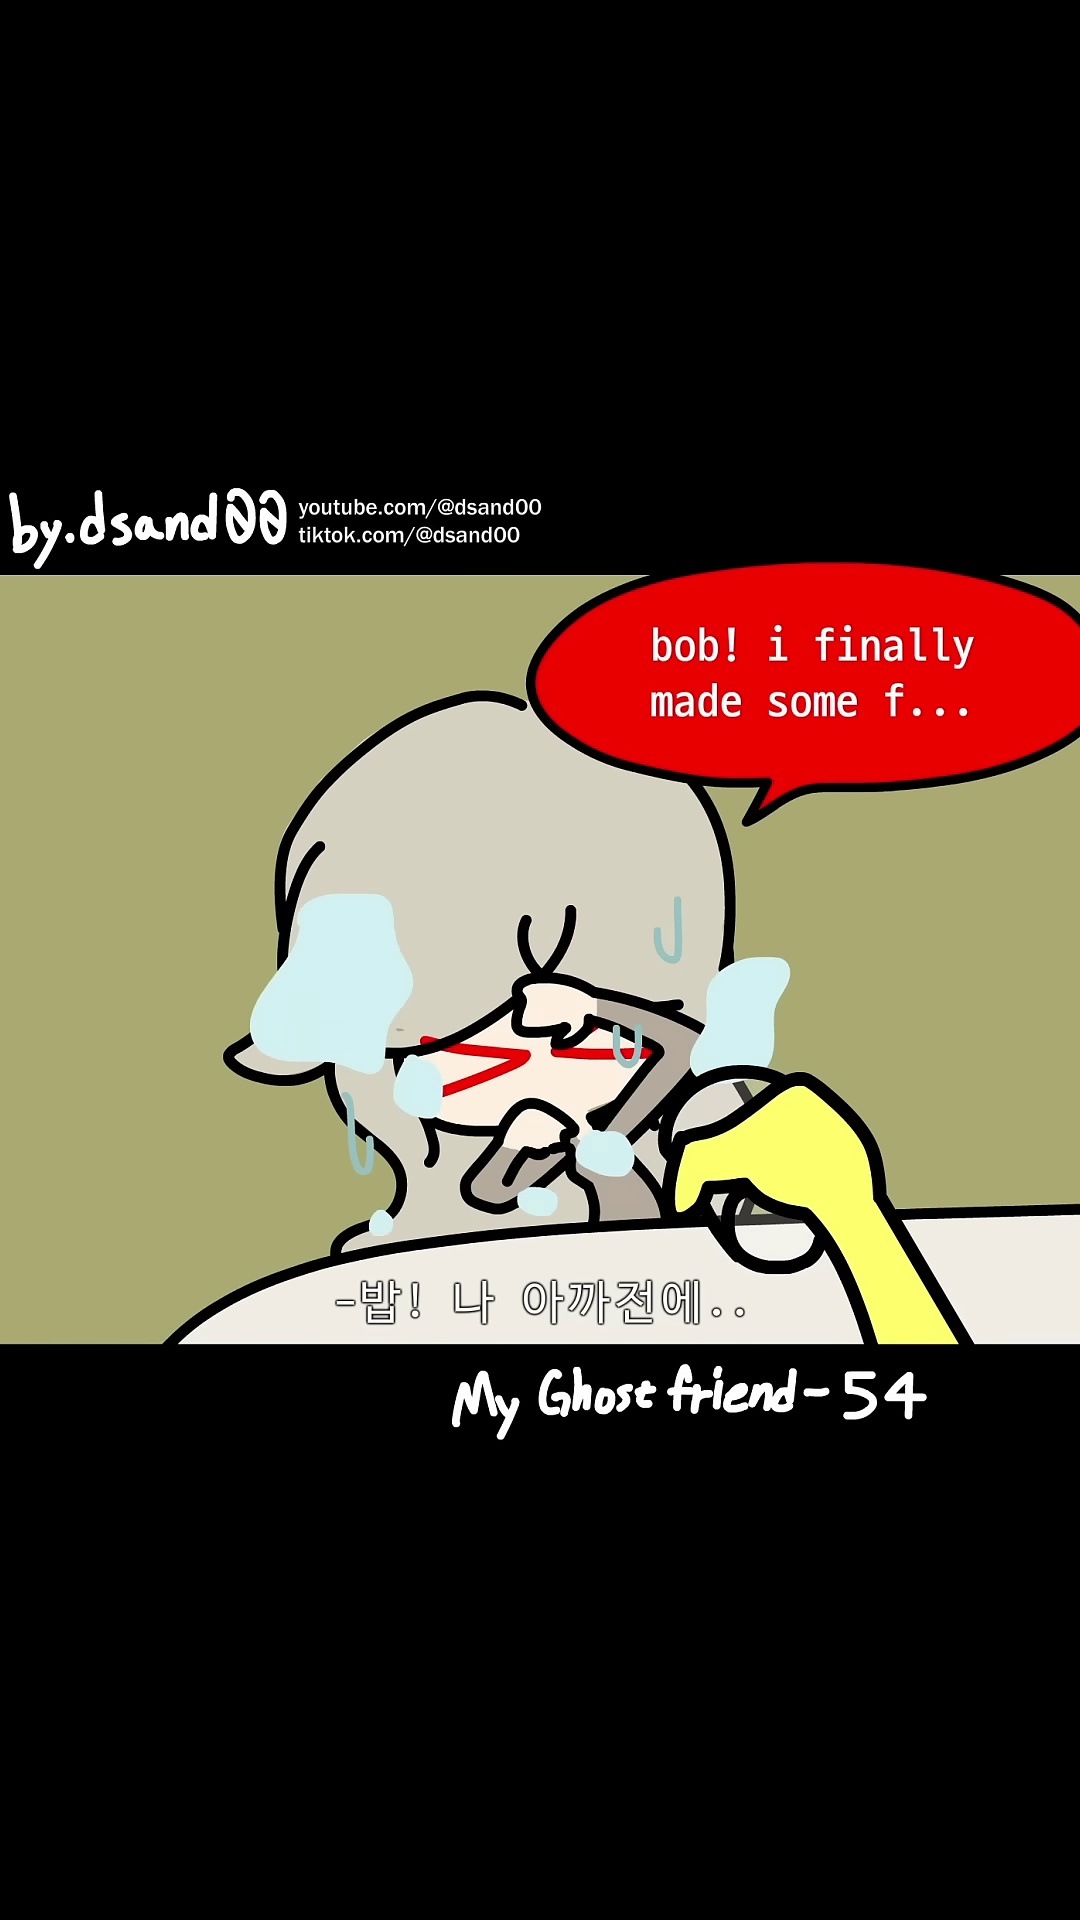 by.dsand00
youtube.com/@dsand00
tiktok.com/@dsand00
bob! i finally
made some f...
-밥! 나 아까전에..
My Ghost friend-54